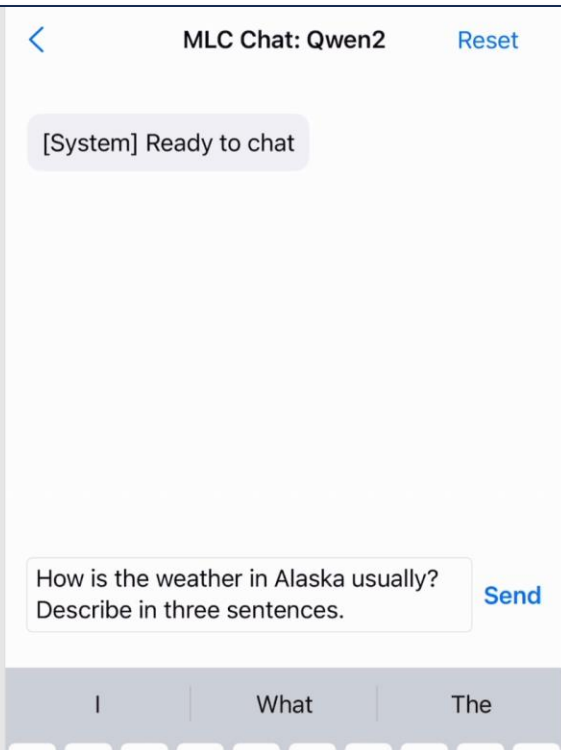 MLC Chat: Qwen2 Reset
[System] Ready to chat
How is the weather in Alaska usually?
Describe in three sentences.
Send
I What The